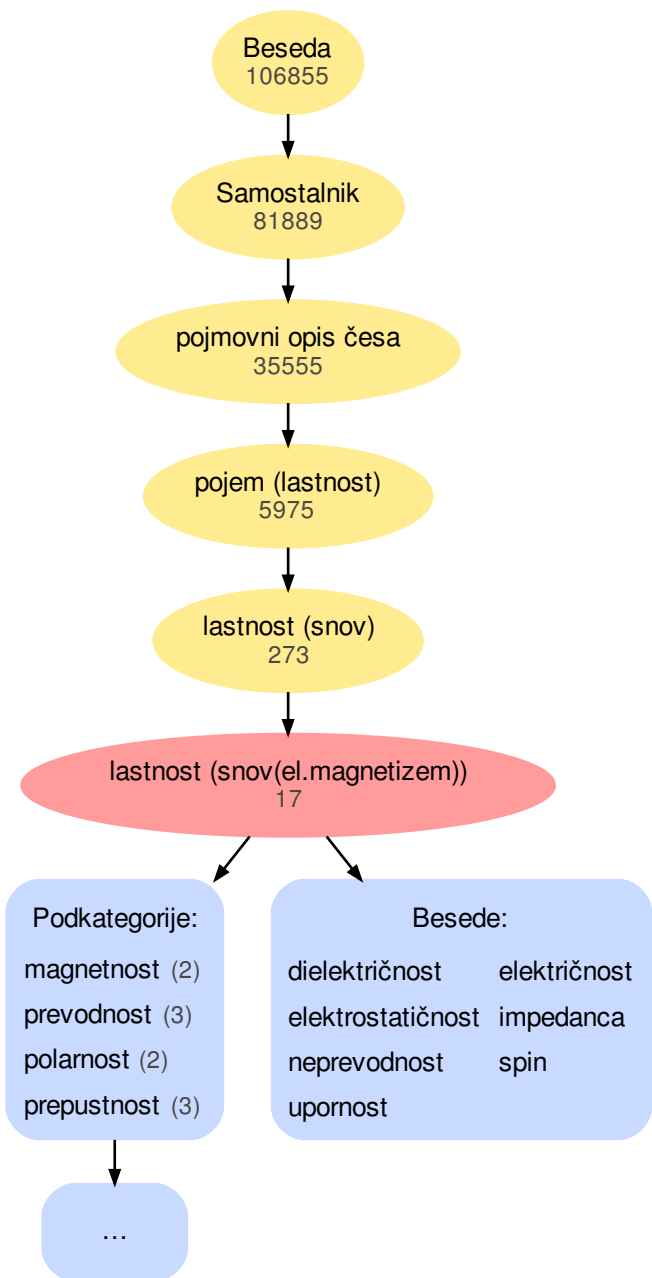 Beseda
106855
Samostalnik
81889
pojmovni opis česa
35555
pojem (lastnost)
5975
lastnost (snov)
273
lastnost (snov(el.magnetizem))
17
Podkategorije:
magnetnost (2)
prevodnost (3)
polarnost (2)
prepustnost (3)
Besede:
dielektričnost električnost
elektrostatičnost impedanca
neprevodnost spin
upornost
...